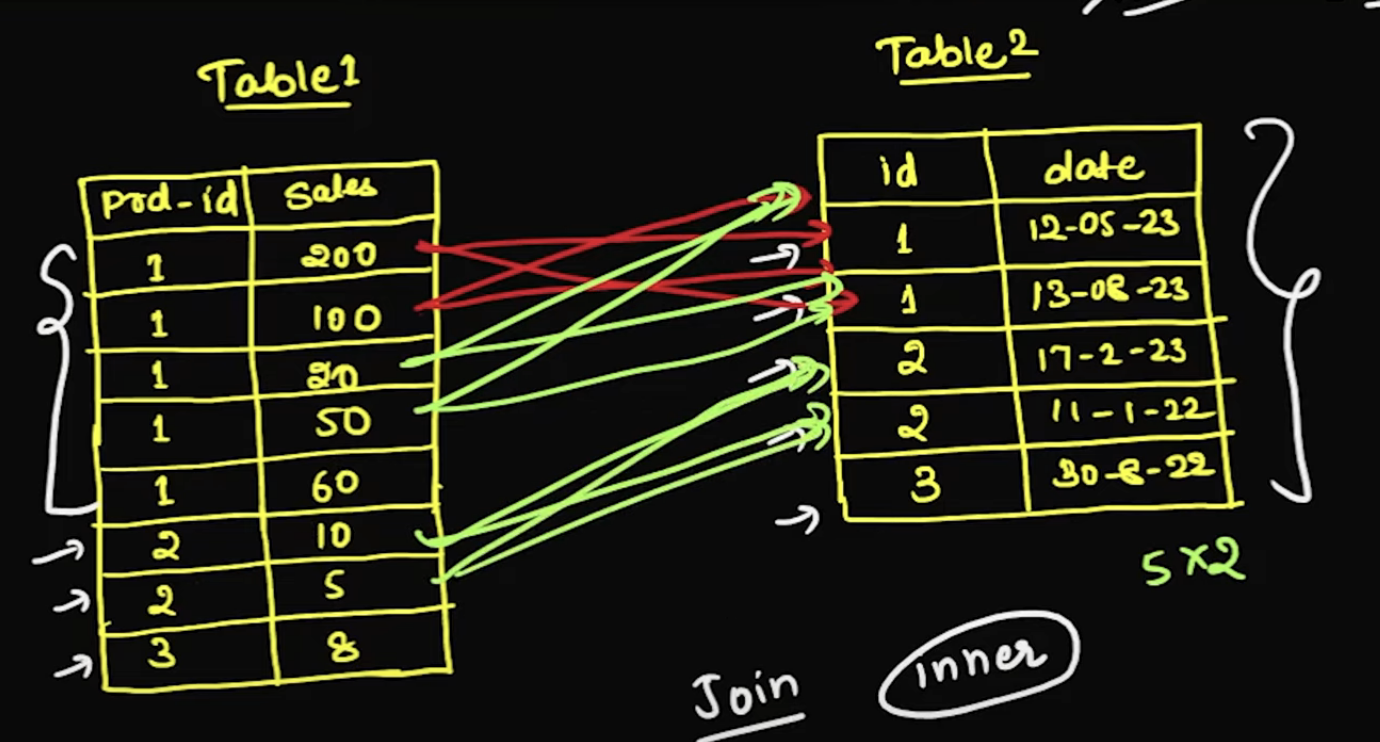 Table1
Table2
prd-id Sales
1 200
1 100
1 20
1 50
1 60
2 10
2 5
3 8
id date
1 12-05-23
1 13-08-23
2 17-2-23
2 11-1-22
3 30-8-22
5x2
Join inner